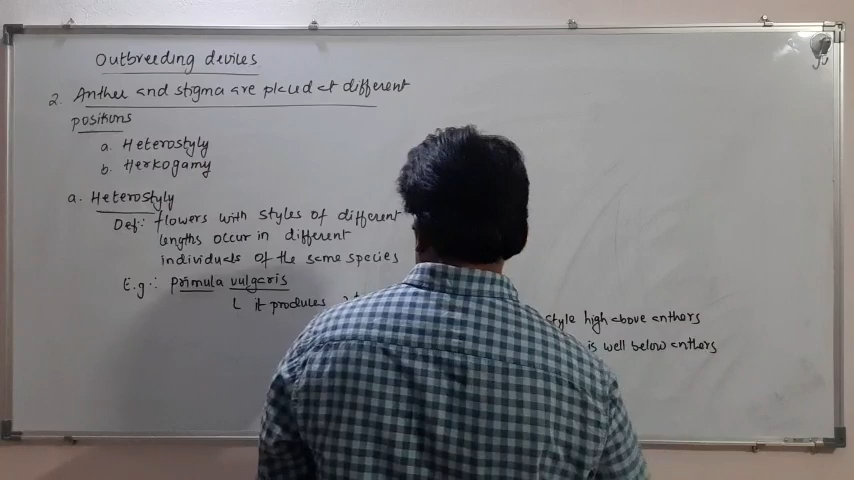 Outbreeding devices
2. Anther and stigma are placed at different
positions
a. Heterostyly
b. Herkogamy
a. Heterostyly
Def:- flowers with styles of different
lengths occur in different
individuals of the same species
E.g:- Primula vulgaris
it produces
style high above anthers
is well below anthers